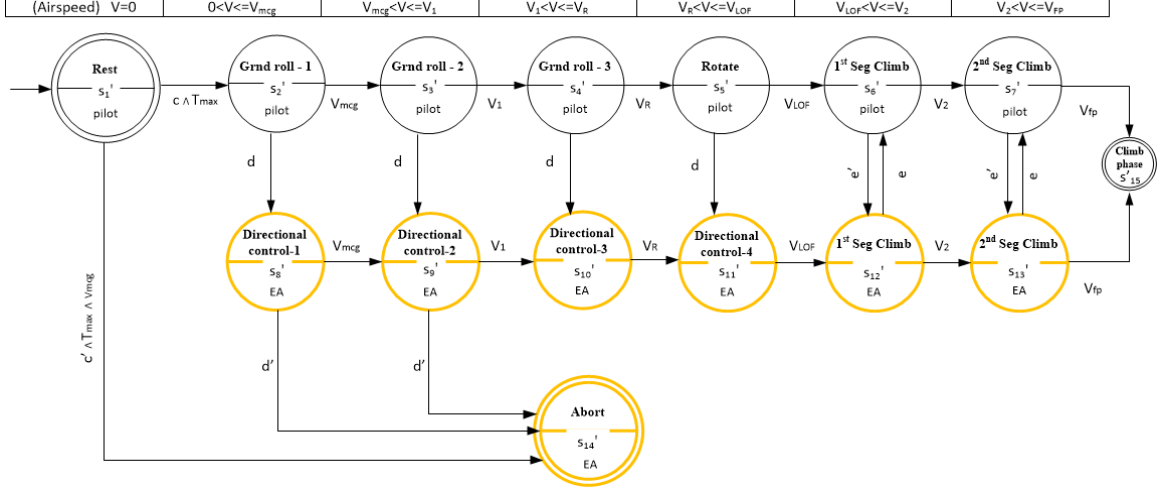 (Airspeed) V=0 0<V<=Vmcg Vmcg<V<=V1 V1<V<=VR VR<V<=VLOF VLOF<V<=V2 V2<V<=VFP
Rest
s1'
pilot
c ∧ Tmax
Grnd roll - 1
s2'
pilot
Vmcg
Grnd roll - 2
s3'
pilot
V1
Grnd roll - 3
s4'
pilot
VR
Rotate
s5'
pilot
VLOF
1st Seg Climb
s6'
pilot
V2
2nd Seg Climb
s7'
pilot
Vfp
Climb
phase
s'15
d
d
d
d
e'
e
e'
e
Directional
control-1
s8'
EA
Vmcg
Directional
control-2
s9'
EA
V1
Directional
control-3
s10'
EA
VR
Directional
control-4
s11'
EA
VLOF
1st Seg Climb
s12'
EA
V2
2nd Seg Climb
s13'
EA
Vfp
c' ∧ Tmax ∧ Vmcg
d'
d'
Abort
s14'
EA